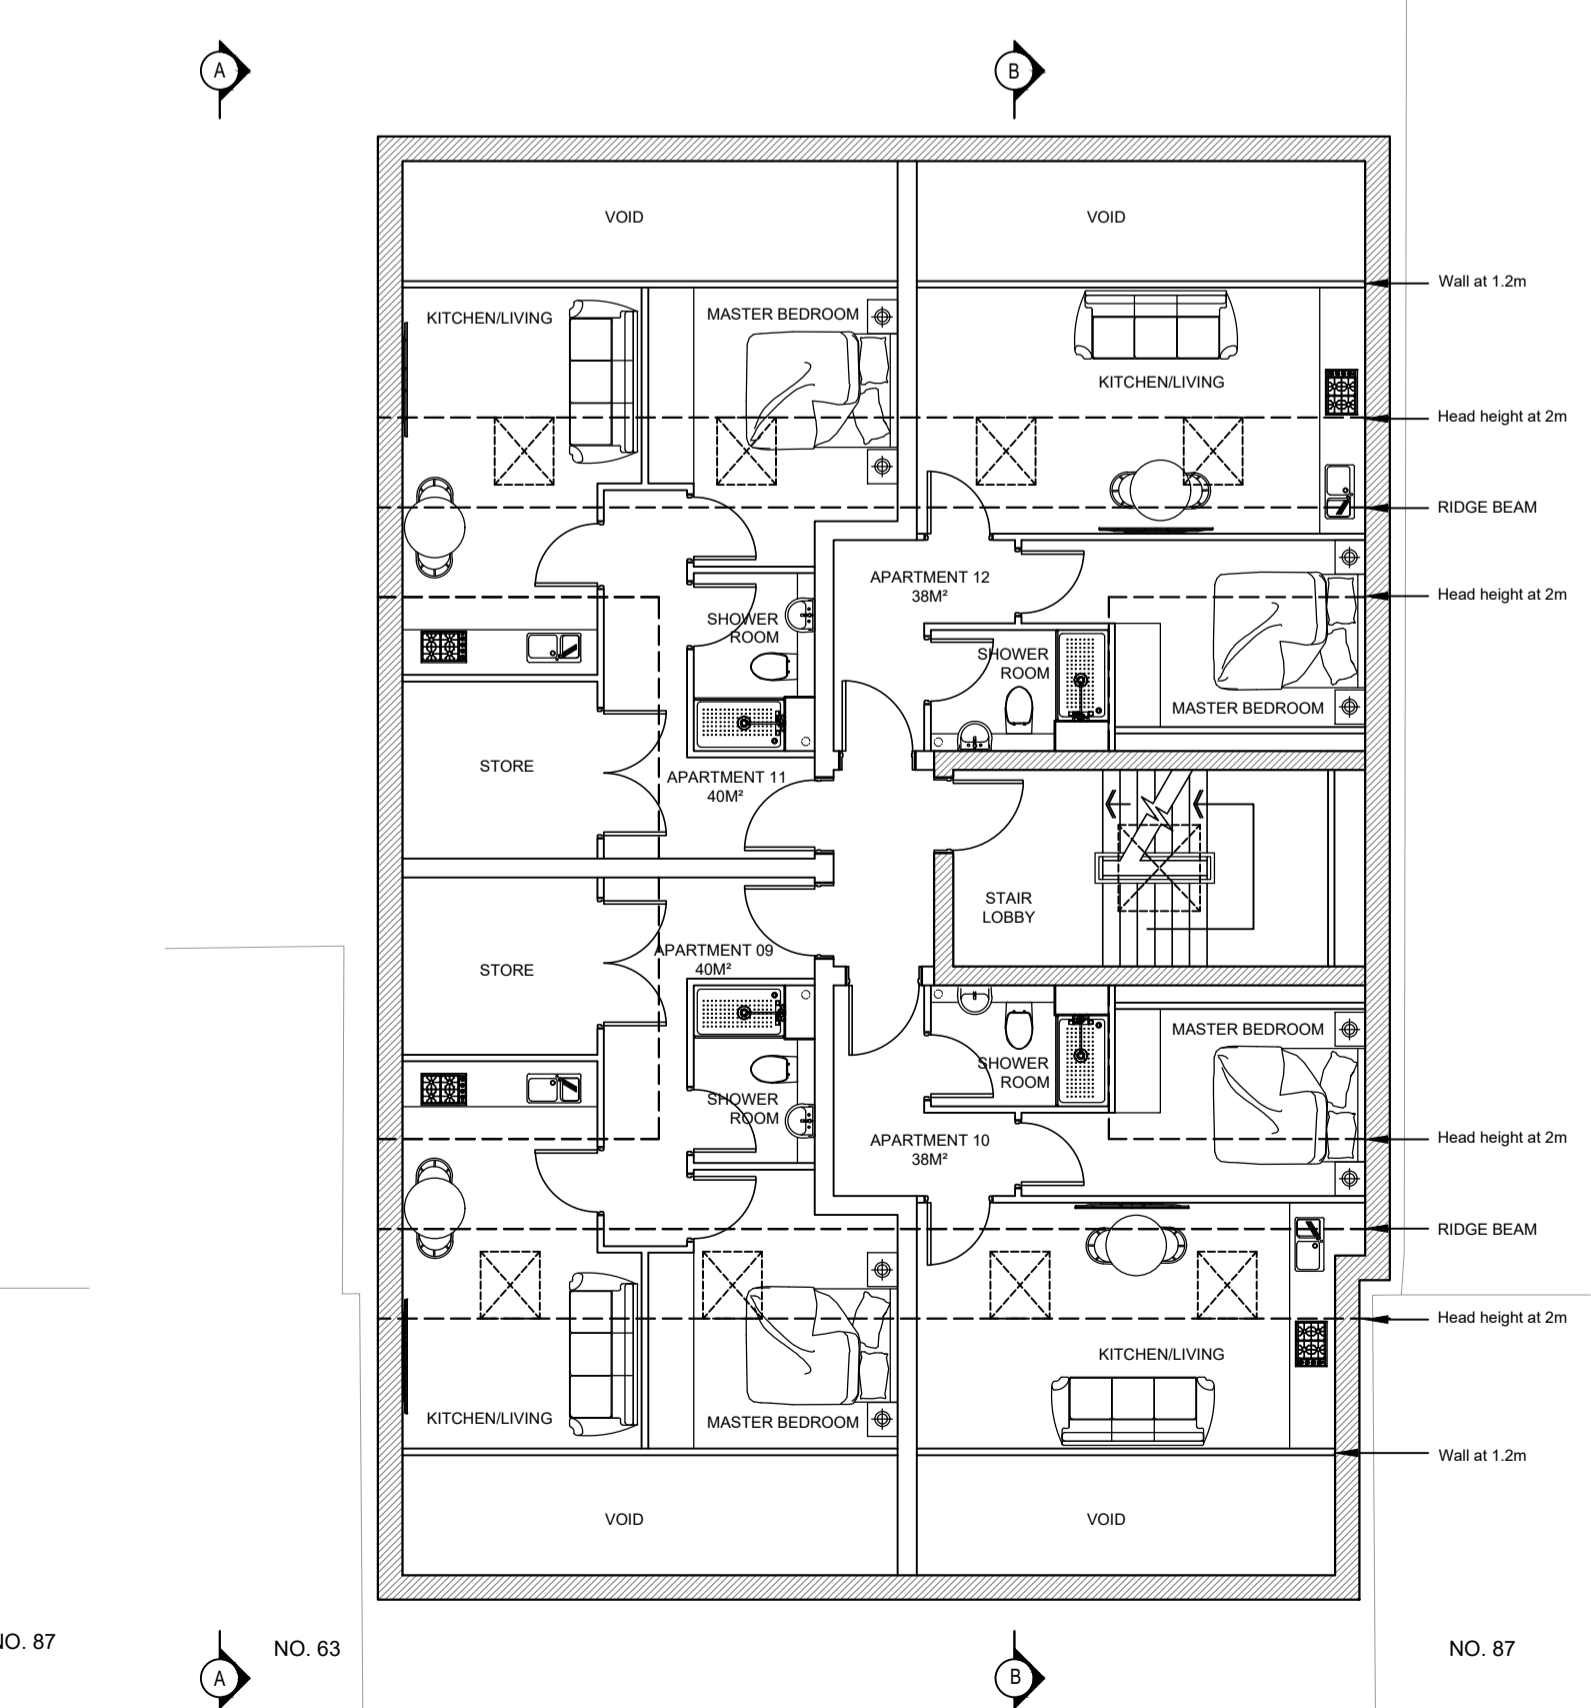 A
B
VOID
VOID
Wall at 1.2m
KITCHEN/LIVING
MASTER BEDROOM
KITCHEN/LIVING
Head height at 2m
RIDGE BEAM
APARTMENT 12
38M²
Head height at 2m
SHOWER
ROOM
SHOWER
ROOM
MASTER BEDROOM
STORE
APARTMENT 11
40M²
STAIR
LOBBY
STORE
APARTMENT 09
40M²
MASTER BEDROOM
SHOWER
ROOM
SHOWER
ROOM
APARTMENT 10
38M²
Head height at 2m
RIDGE BEAM
Head height at 2m
KITCHEN/LIVING
KITCHEN/LIVING
MASTER BEDROOM
Wall at 1.2m
VOID
VOID
NO. 87
NO. 63
NO. 87
A
B